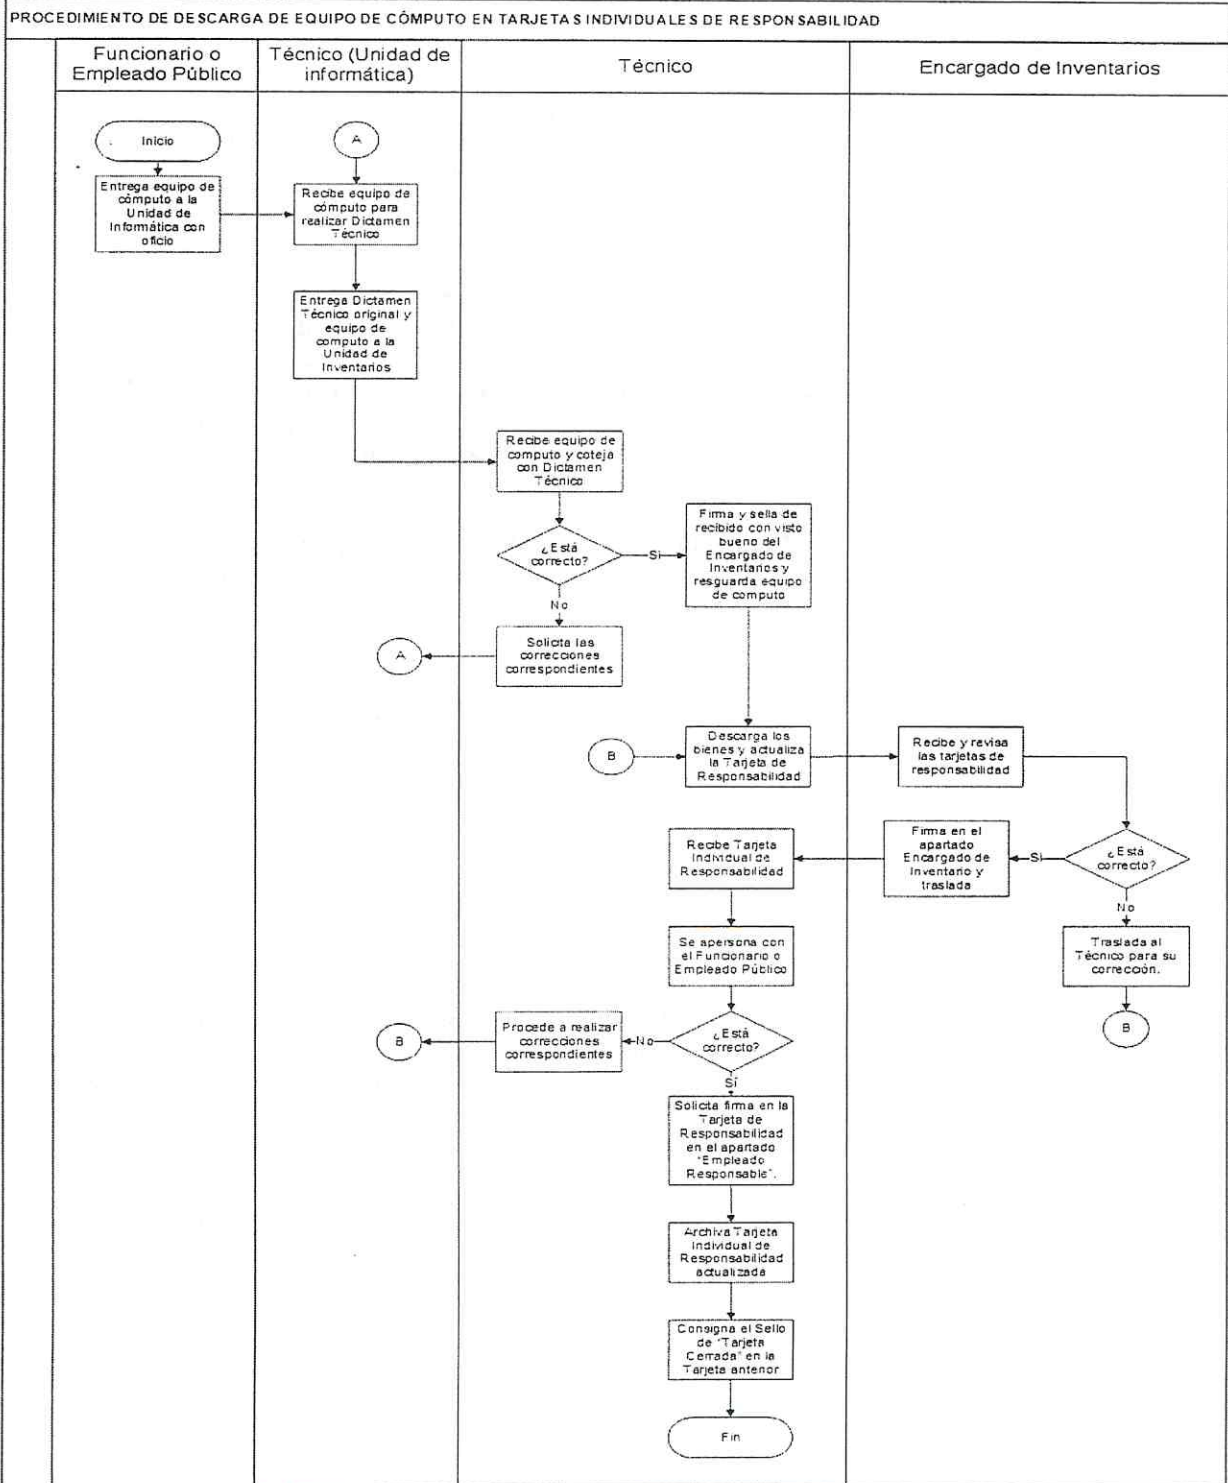 PROCEDIMIENTO DE DESCARGA DE EQUIPO DE CÓMPUTO EN TARJETAS INDIVIDUALES DE RESPONSABILIDAD
Funcionario o
Empleado Público
Técnico (Unidad de
informática)
Técnico
Encargado de Inventarios
Inicio
A
Entrega equipo de
cómputo a la
Unidad de
Informática con
oficio
Recibe equipo de
cómputo para
realizar Dictamen
Técnico
Entrega Dictamen
Técnico original y
equipo de
computo a la
Unidad de
Inventarios
Recibe equipo de
computo y coteja
con Dictamen
Técnico
¿Está
correcto?
Si
Firma y sella de
recibido con visto
bueno del
Encargado de
Inventarios y
resguarda equipo
de computo
No
Solicita las
correcciones
correspondientes
A
B
Descarga los
bienes y actualiza
la Tarjeta de
Responsabilidad
Recibe y revisa
las tarjetas de
responsabilidad
¿Está
correcto?
Si
Firma en el
apartado
Encargado de
Inventario y
traslada
Recibe Tarjeta
Individual de
Responsabilidad
No
Traslada al
Técnico para su
corrección.
B
Se apersona con
el Funcionario o
Empleado Público
¿Está
correcto?
No
Procede a realizar
correcciones
correspondientes
B
Sí
Solicita firma en la
Tarjeta de
Responsabilidad
en el apartado
"Empleado
Responsable".
Archiva Tarjeta
Individual de
Responsabilidad
actualizada
Consigna el Sello
de "Tarjeta
Cerrada" en la
Tarjeta anterior
Fin